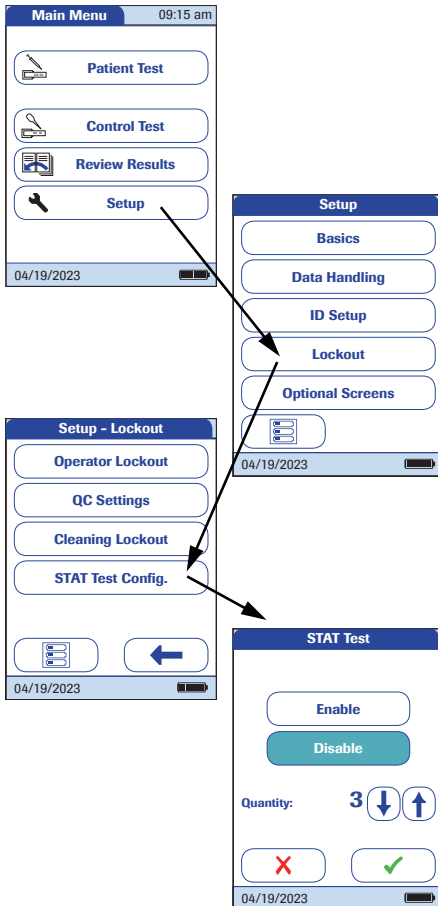 Main Menu 09:15 am
Patient Test
Control Test
Review Results
Setup
04/19/2023
Setup
Basics
Data Handling
ID Setup
Lockout
Optional Screens
04/19/2023
Setup - Lockout
Operator Lockout
QC Settings
Cleaning Lockout
STAT Test Config.
04/19/2023
STAT Test
Enable
Disable
Quantity: 3
04/19/2023